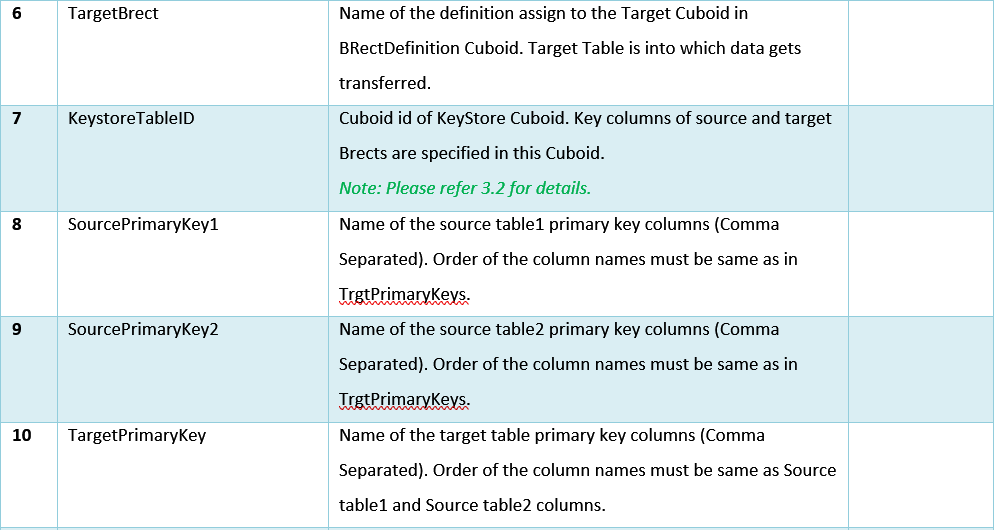 6 TargetBrect Name of the definition assign to the Target Cuboid in
BRectDefinition Cuboid. Target Table is into which data gets
transferred.
7 KeystoreTableID Cuboid id of KeyStore Cuboid. Key columns of source and target
Brects are specified in this Cuboid.
Note: Please refer 3.2 for details.
8 SourcePrimaryKey1 Name of the source table1 primary key columns (Comma
Separated). Order of the column names must be same as in
TrgtPrimaryKeys.
9 SourcePrimaryKey2 Name of the source table2 primary key columns (Comma
Separated). Order of the column names must be same as in
TrgtPrimaryKeys.
10 TargetPrimaryKey Name of the target table primary key columns (Comma
Separated). Order of the column names must be same as Source
table1 and Source table2 columns.